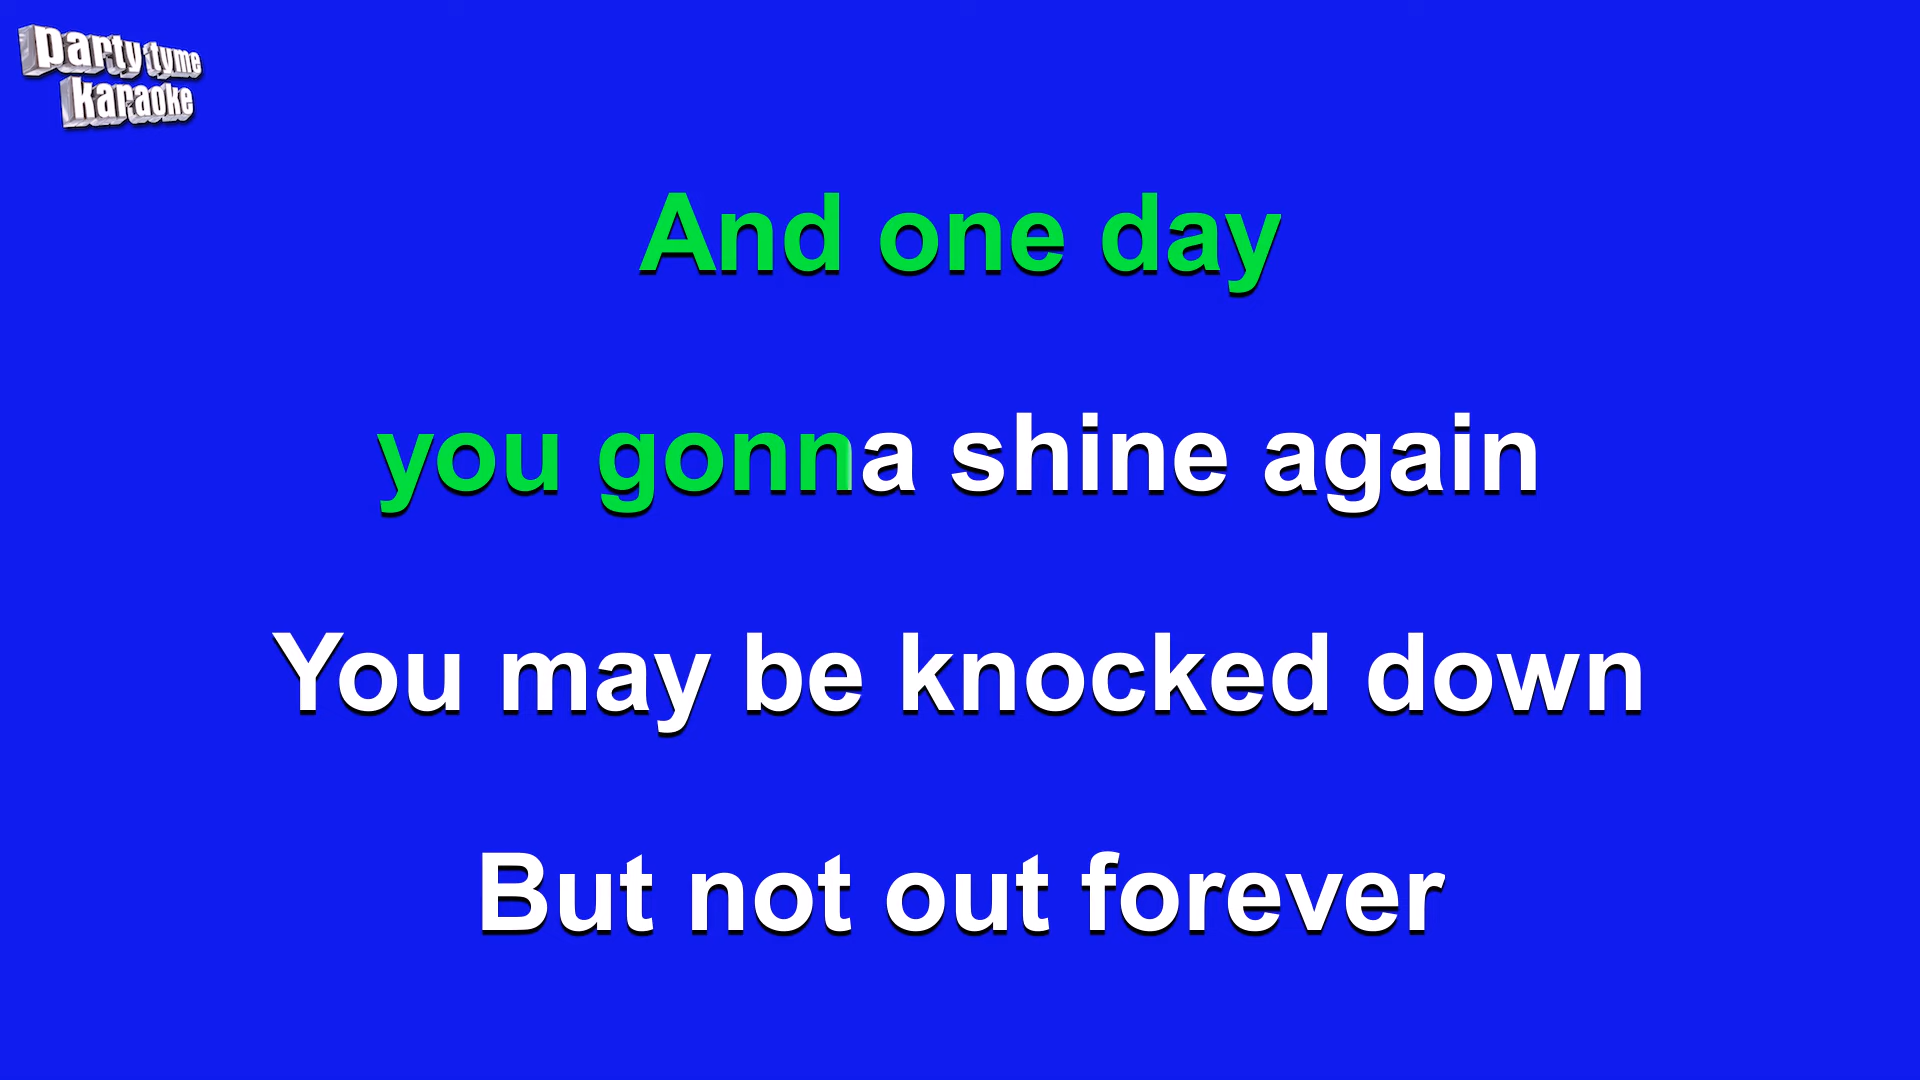 party tyme
karaoke
And one day
you gonna shine again
You may be knocked down
But not out forever